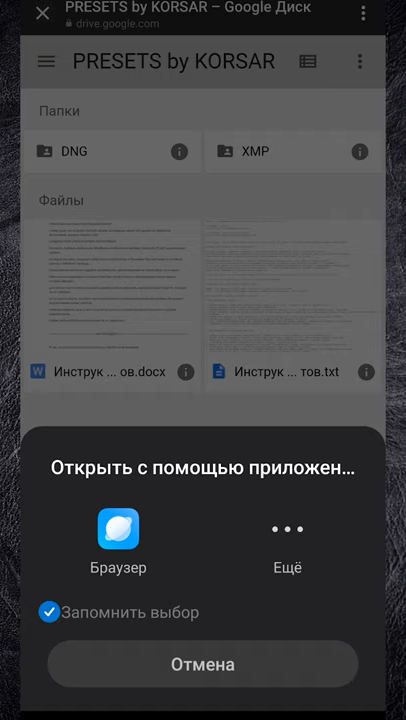 PRESETS by KORSAR – Google Диск
drive.google.com
PRESETS by KORSAR
Папки
DNG
XMP
Файлы
Инструк ... ов.docx
Инструк ... тов.txt
Открыть с помощью приложен...
Браузер
Ещё
Запомнить выбор
Отмена